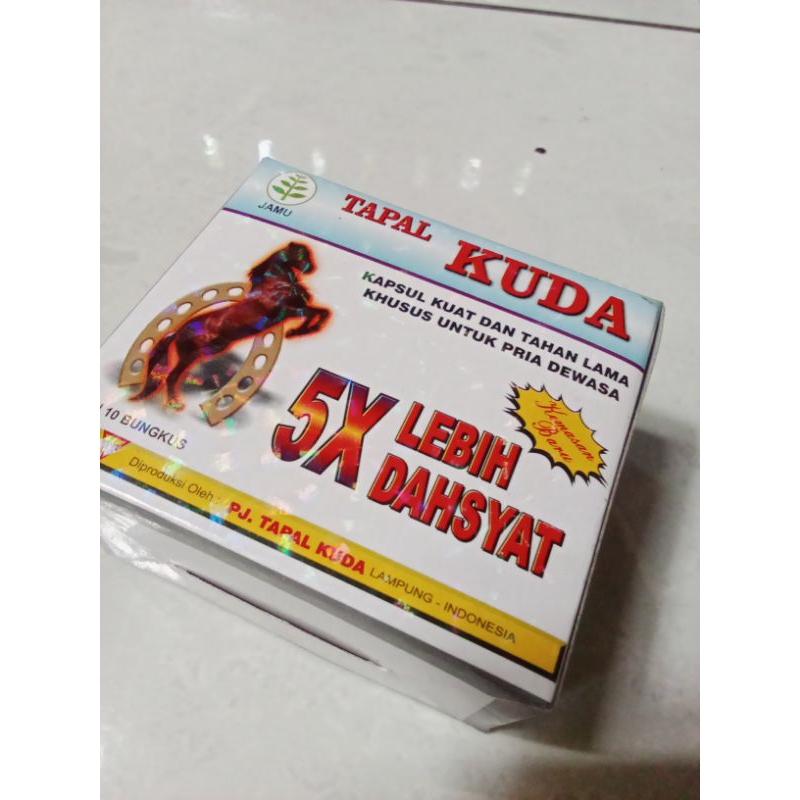 JAMU
TAPAL KUDA
KAPSUL KUAT DAN TAHAN LAMA
KHUSUS UNTUK PRIA DEWASA
5X LEBIH
DAHSYAT
Kemasan
Baru
10 BUNGKUS
Diproduksi Oleh : PJ. TAPAL KUDA LAMPUNG - INDONESIA